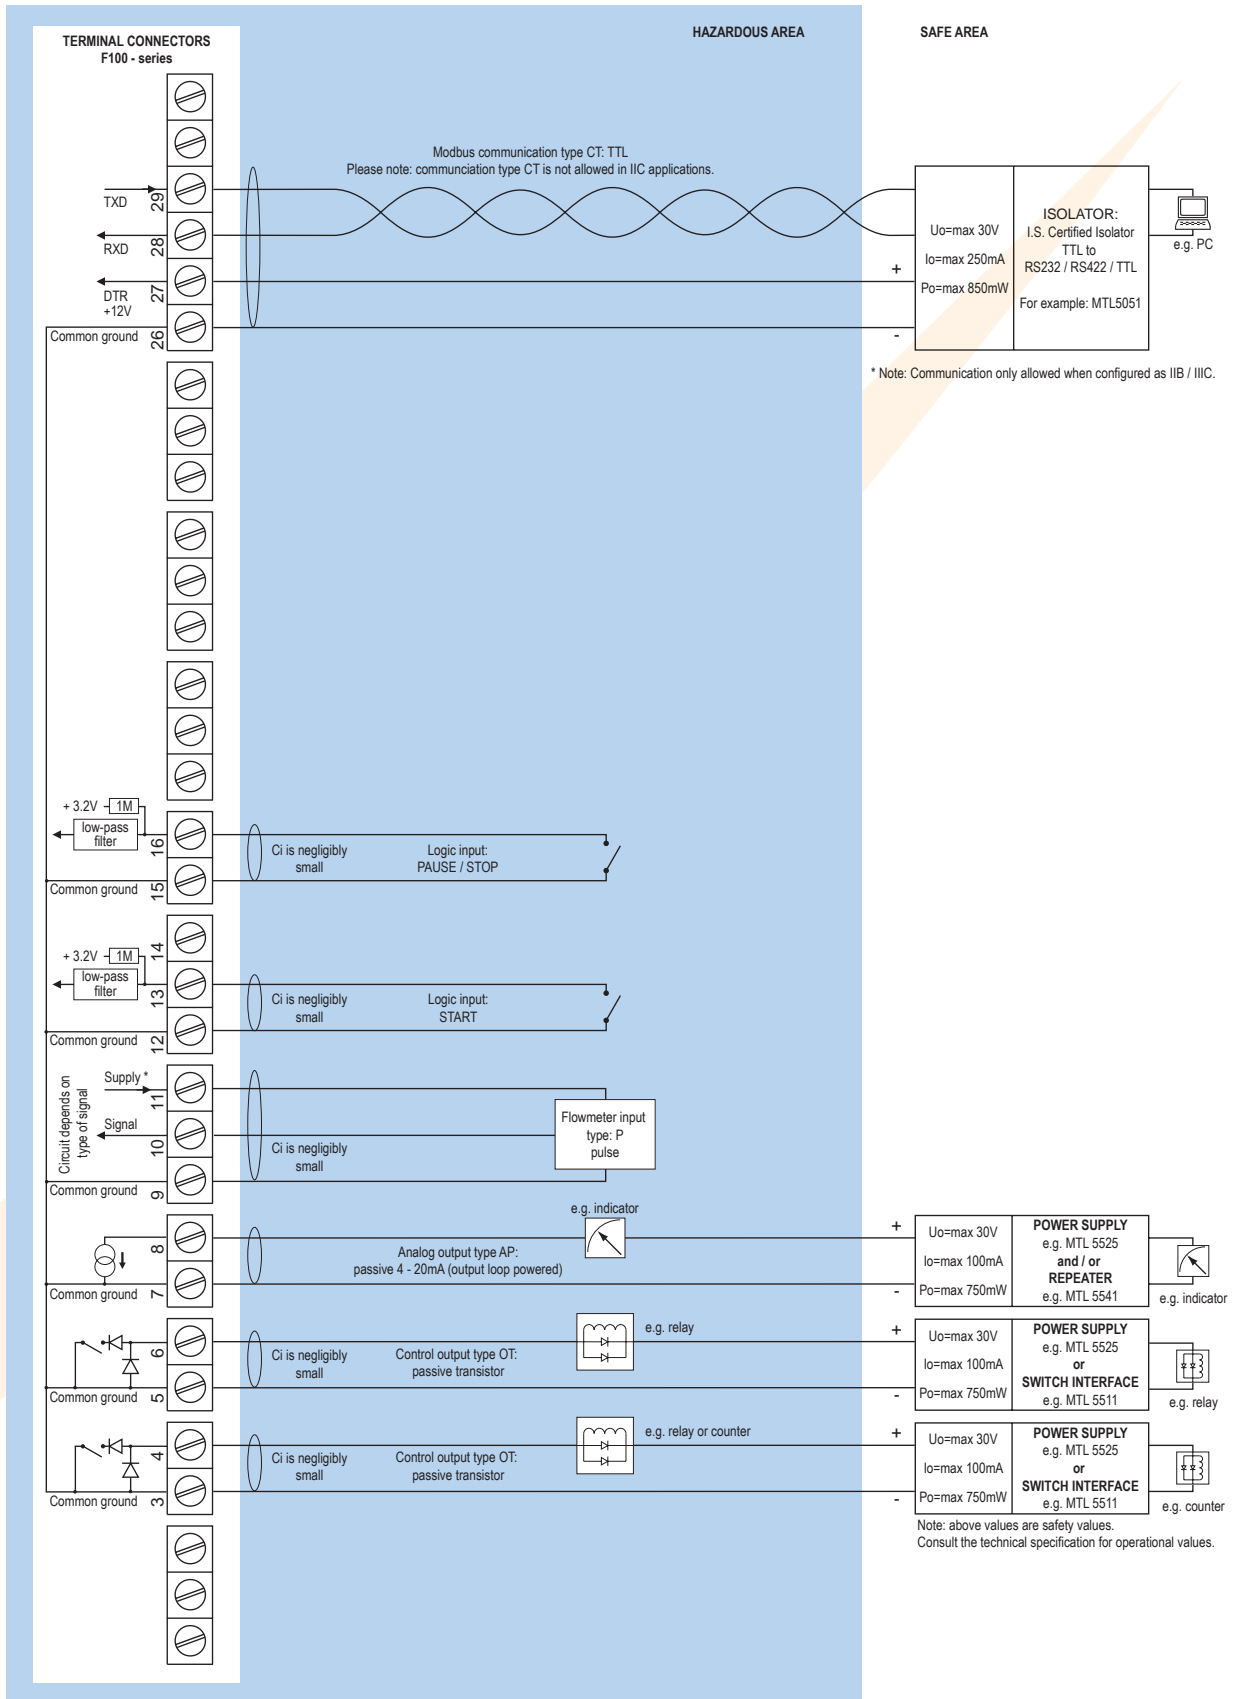 HAZARDOUS AREA
SAFE AREA
TERMINAL CONNECTORS
F100 - series
Modbus communication type CT: TTL
Please note: communciation type CT is not allowed in IIC applications.
TXD
29
RXD
28
DTR
+12V
27
Common ground
26
+
-
Uo=max 30V
Io=max 250mA
Po=max 850mW
ISOLATOR:
I.S. Certified Isolator
TTL to
RS232 / RS422 / TTL
For example: MTL5051
e.g. PC
* Note: Communication only allowed when configured as IIB / IIIC.
+ 3.2V
1M
low-pass
filter
16
Common ground
15
Ci is negligibly
small
Logic input:
PAUSE / STOP
14
+ 3.2V
1M
low-pass
filter
13
Common ground
12
Ci is negligibly
small
Logic input:
START
Circuit depends on
type of signal
Supply *
11
Signal
10
Common ground
9
Ci is negligibly
small
Flowmeter input
type: P
pulse
e.g. indicator
8
Common ground
7
Analog output type AP:
passive 4 - 20mA (output loop powered)
+
-
Uo=max 30V
Io=max 100mA
Po=max 750mW
POWER SUPPLY
e.g. MTL 5525
and / or
REPEATER
e.g. MTL 5541
e.g. indicator
6
Common ground
5
Ci is negligibly
small
Control output type OT:
passive transistor
e.g. relay
+
-
Uo=max 30V
Io=max 100mA
Po=max 750mW
POWER SUPPLY
e.g. MTL 5525
or
SWITCH INTERFACE
e.g. MTL 5511
e.g. relay
4
Common ground
3
Ci is negligibly
small
Control output type OT:
passive transistor
e.g. relay or counter
+
-
Uo=max 30V
Io=max 100mA
Po=max 750mW
POWER SUPPLY
e.g. MTL 5525
or
SWITCH INTERFACE
e.g. MTL 5511
e.g. counter
Note: above values are safety values.
Consult the technical specification for operational values.